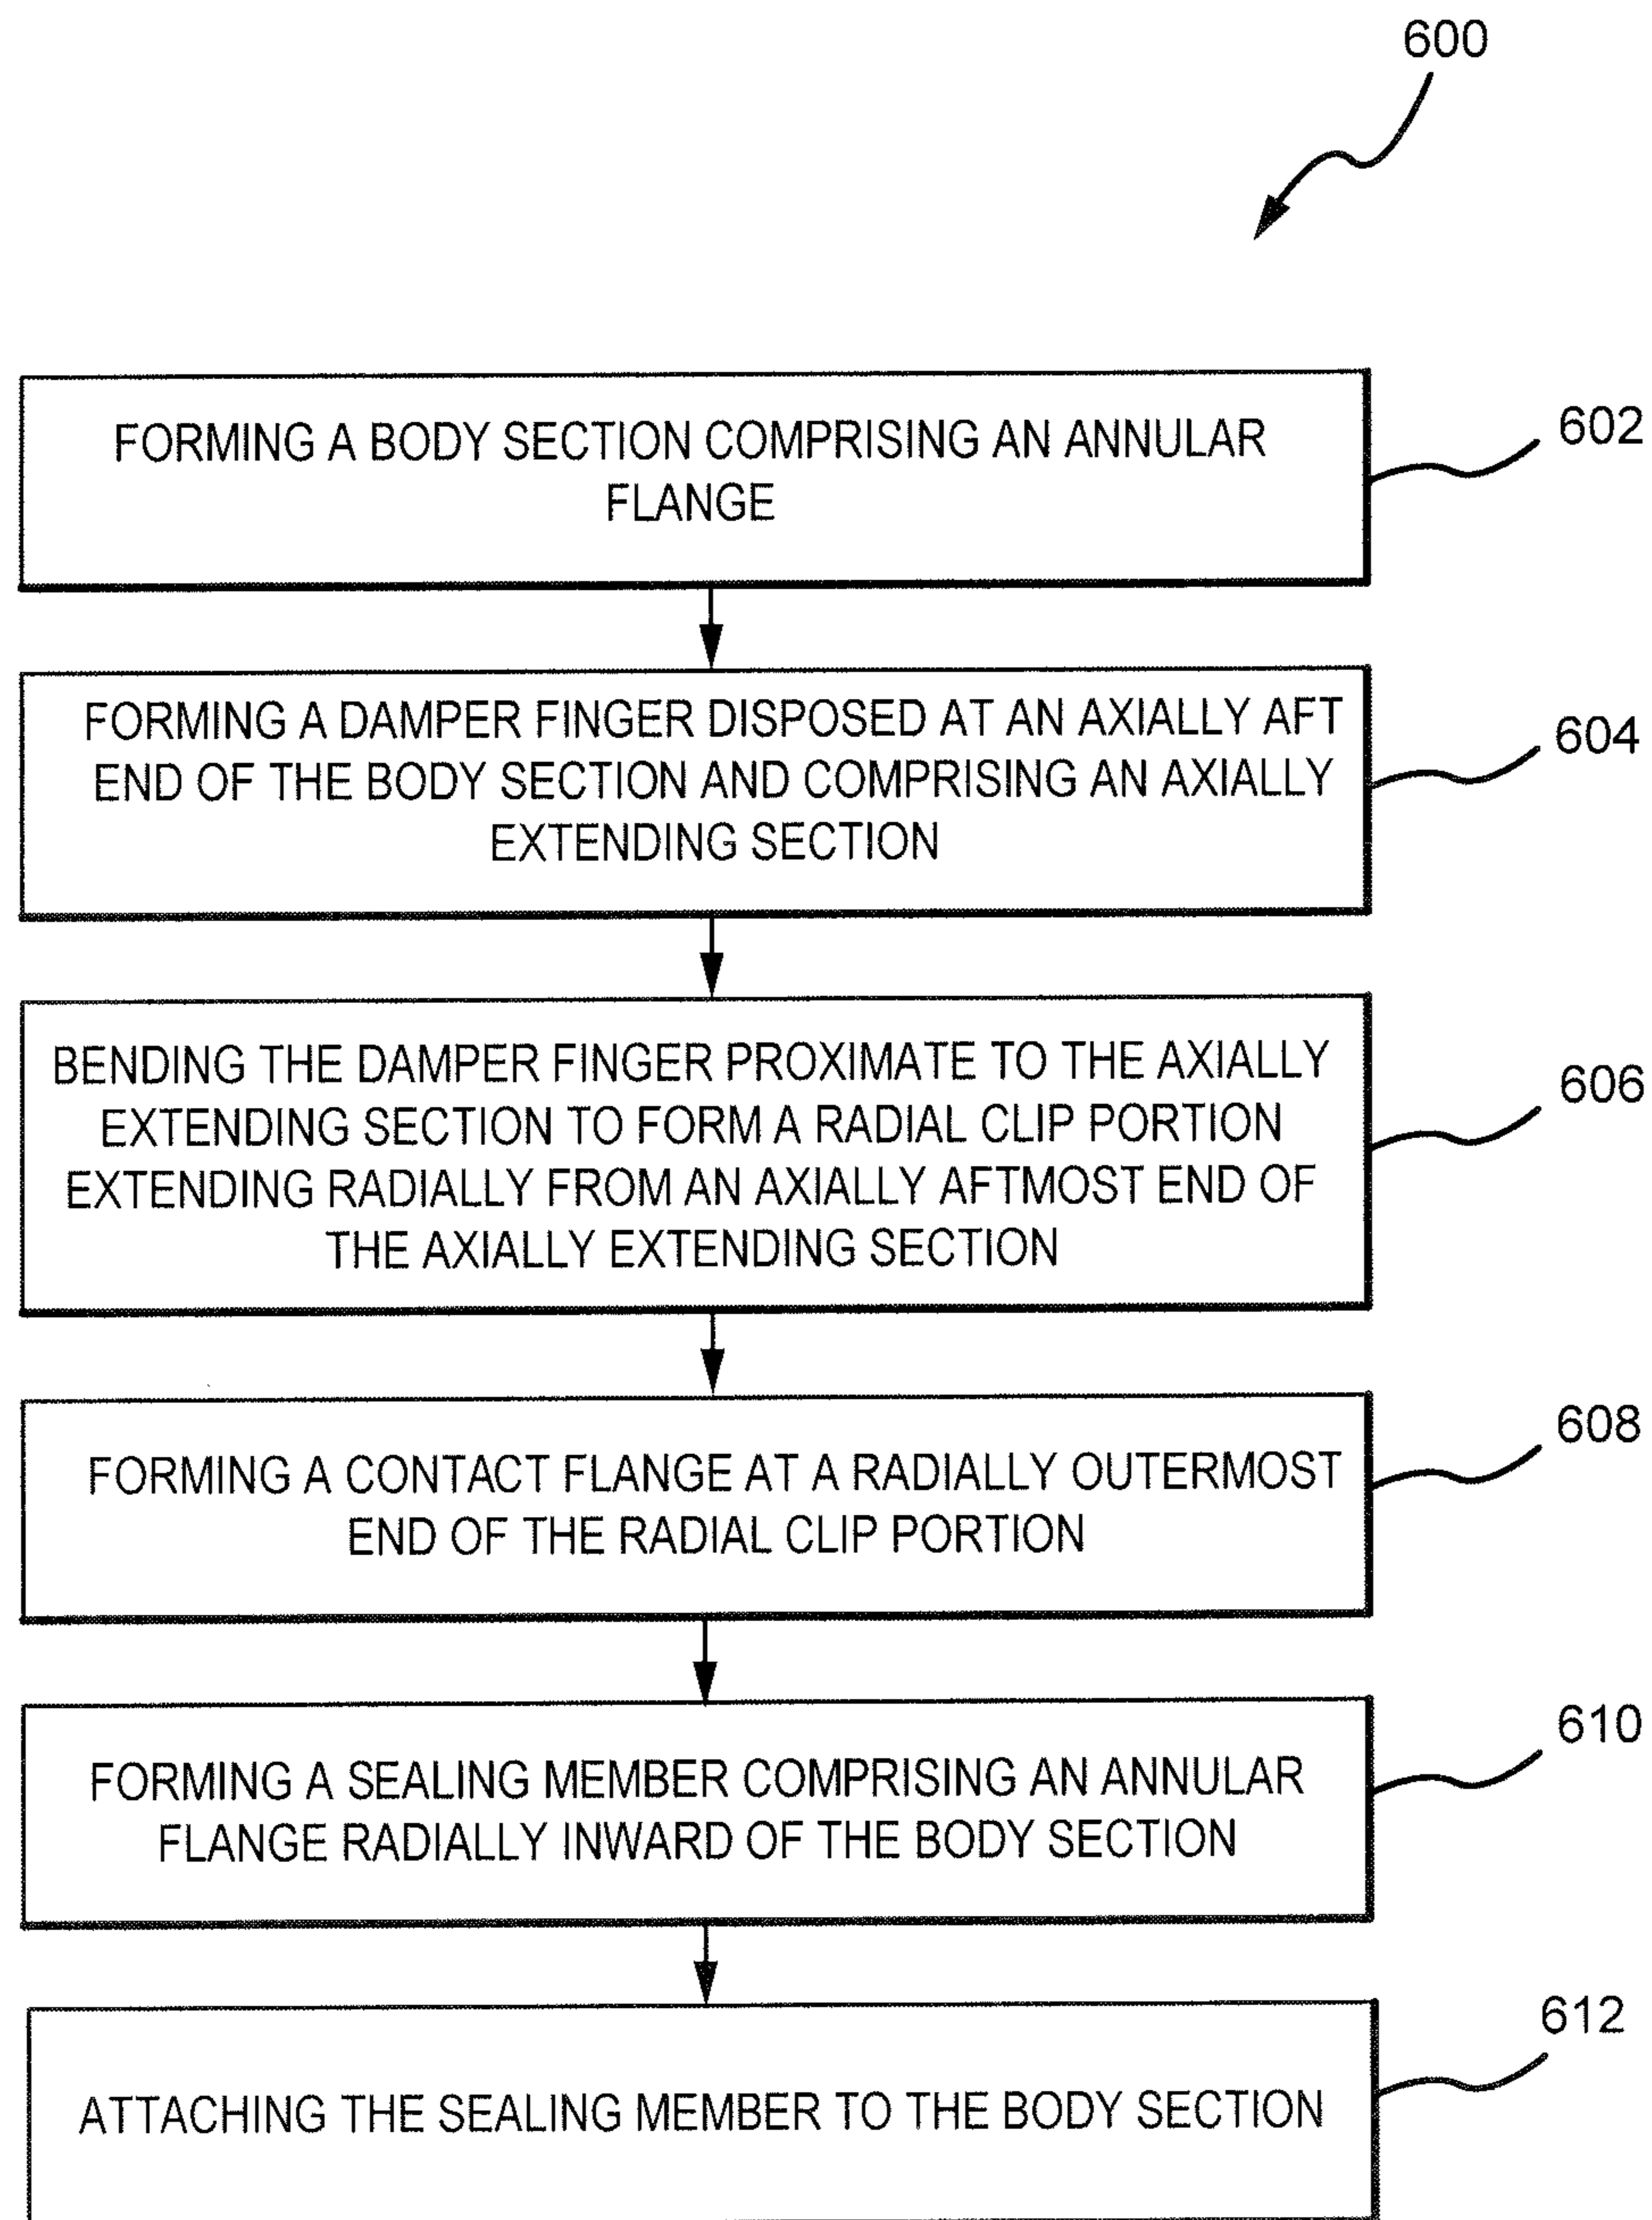 600
FORMING A BODY SECTION COMPRISING AN ANNULAR
FLANGE
602
FORMING A DAMPER FINGER DISPOSED AT AN AXIALLY AFT
END OF THE BODY SECTION AND COMPRISING AN AXIALLY
EXTENDING SECTION
604
BENDING THE DAMPER FINGER PROXIMATE TO THE AXIALLY
EXTENDING SECTION TO FORM A RADIAL CLIP PORTION
EXTENDING RADIALLY FROM AN AXIALLY AFTMOST END OF
THE AXIALLY EXTENDING SECTION
606
FORMING A CONTACT FLANGE AT A RADIALLY OUTERMOST
END OF THE RADIAL CLIP PORTION
608
FORMING A SEALING MEMBER COMPRISING AN ANNULAR
FLANGE RADIALLY INWARD OF THE BODY SECTION
610
ATTACHING THE SEALING MEMBER TO THE BODY SECTION
612